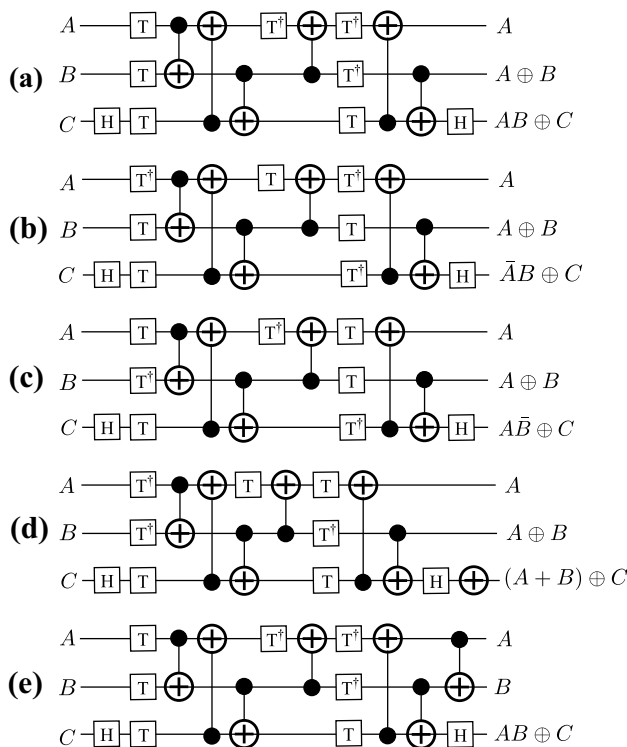 A T T† T† A
(a) B T T† A ⊕ B
C H T T H AB ⊕ C
A T† T T† A
(b) B T T A ⊕ B
C H T T† H ĀB ⊕ C
A T T† T A
(c) B T† T A ⊕ B
C H T T† H AB̄ ⊕ C
A T† T T A
(d) B T† T† A ⊕ B
C H T T H (A + B) ⊕ C
A T T† T† A
(e) B T T† B
C H T T H AB ⊕ C